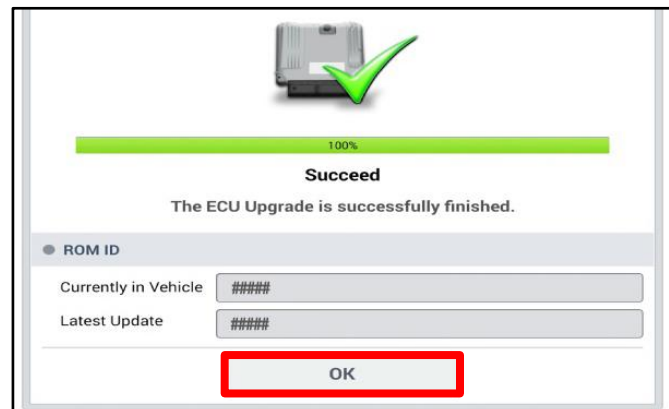 100%
Succeed
The ECU Upgrade is successfully finished.
ROM ID
Currently in Vehicle #####
Latest Update #####
OK